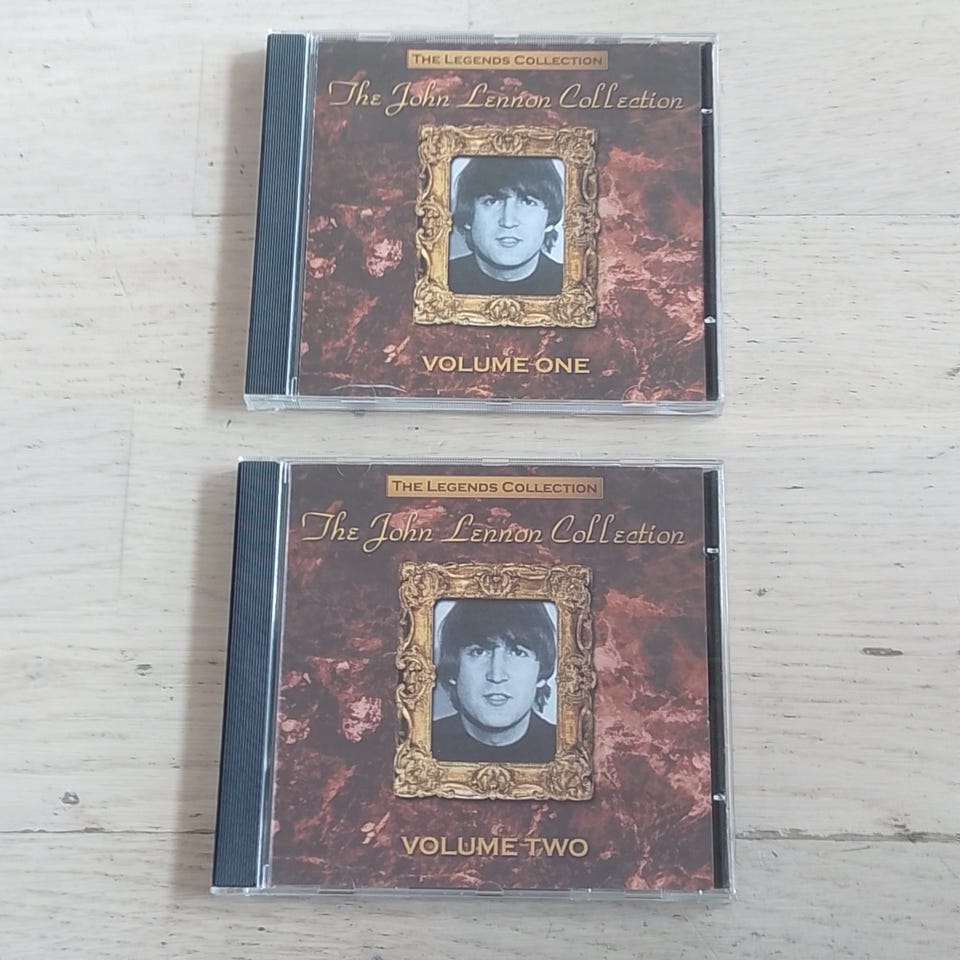 THE LEGENDS COLLECTION
The John Lennon Collection
VOLUME ONE
THE LEGENDS COLLECTION
The John Lennon Collection
VOLUME TWO